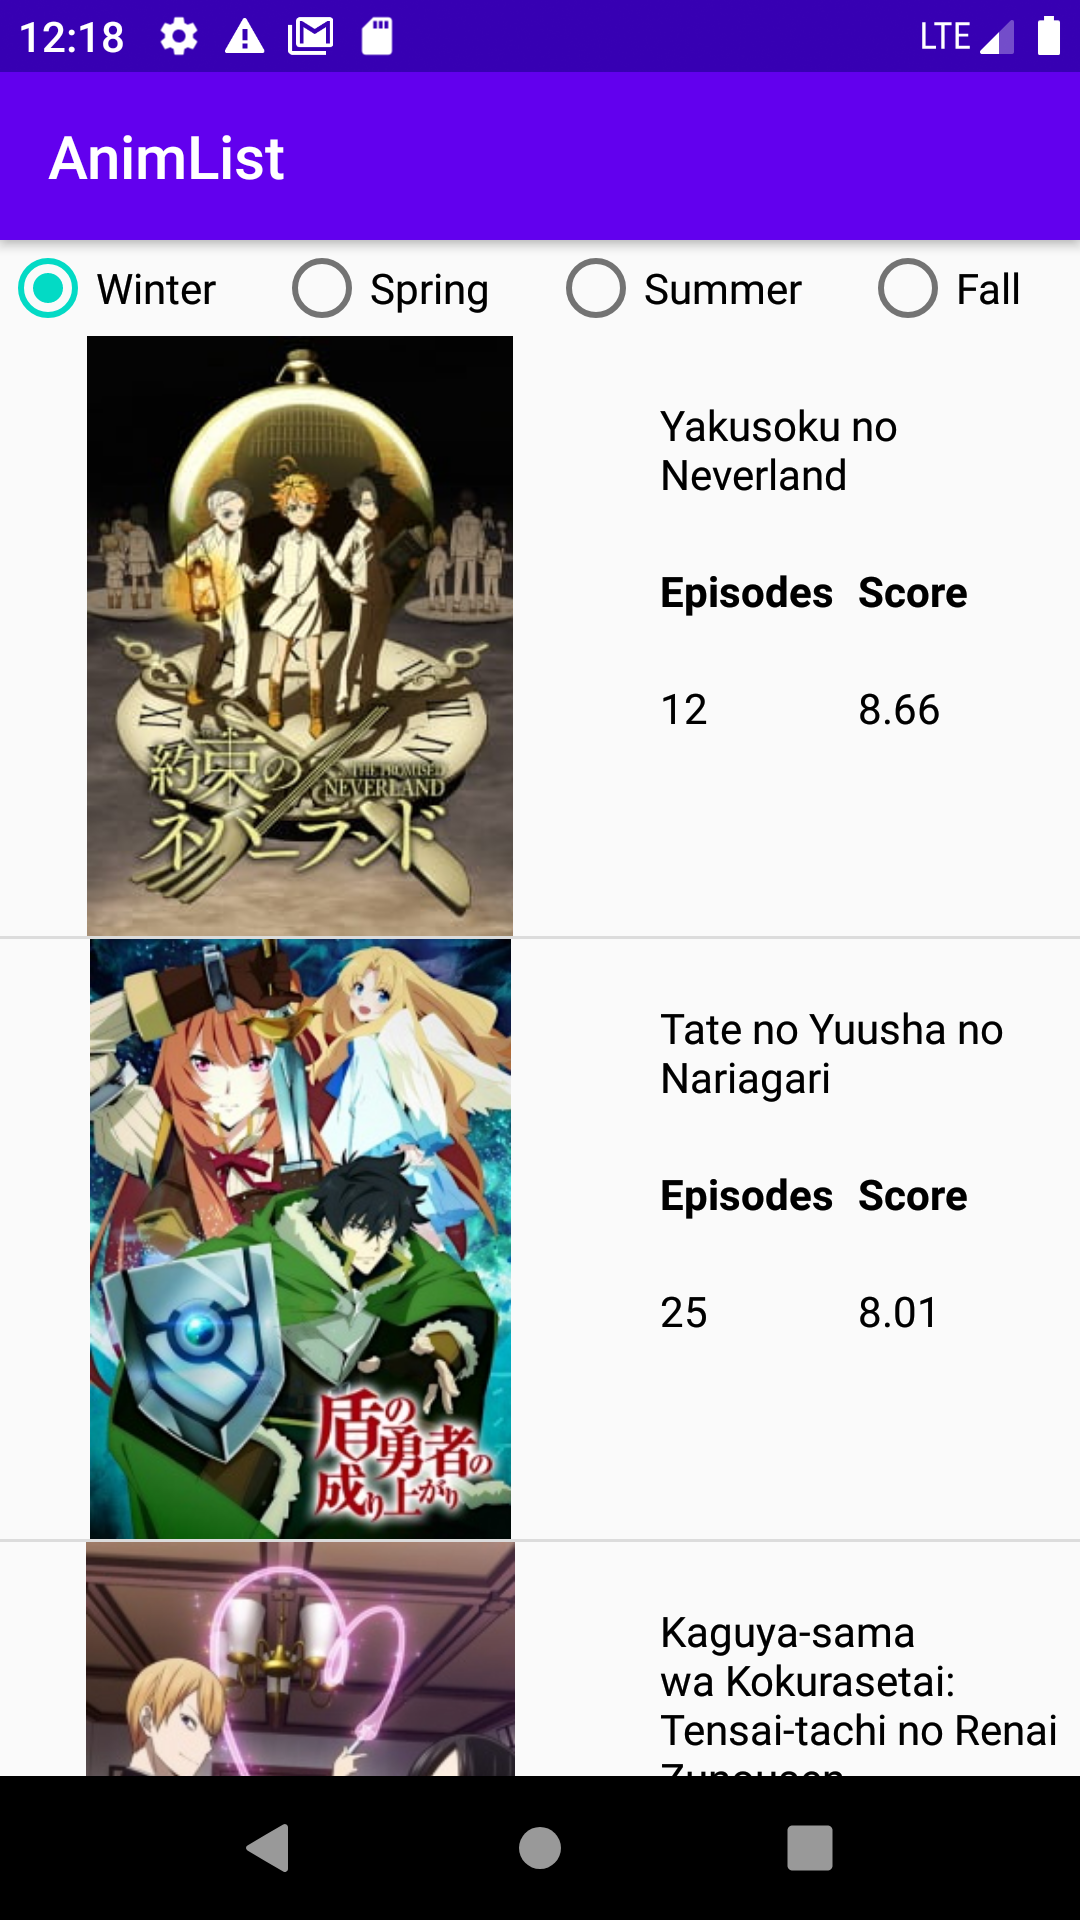 12:18 LTE
AnimList
Winter Spring Summer Fall
Yakusoku no
Neverland
Episodes Score
12 8.66
THE PROMISED
NEVERLAND
約束の
ネバーランド
Tate no Yuusha no
Nariagari
Episodes Score
25 8.01
盾の勇者の
成り上がり
Kaguya-sama
wa Kokurasetai:
Tensai-tachi no Renai